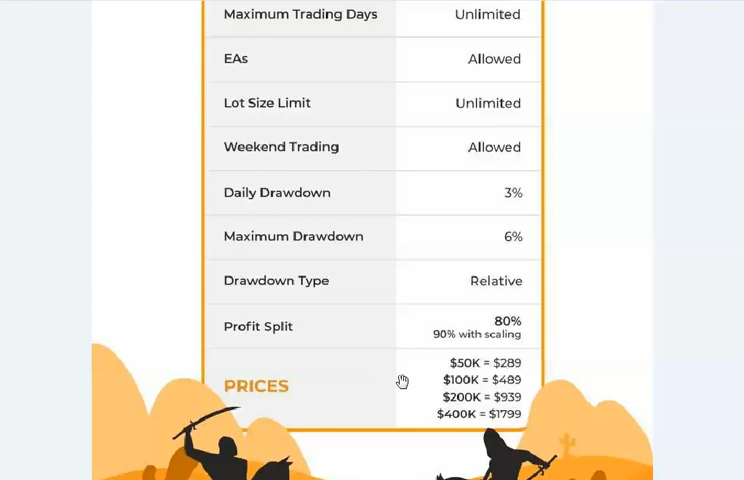 Maximum Trading Days Unlimited
EAs Allowed
Lot Size Limit Unlimited
Weekend Trading Allowed
Daily Drawdown 3%
Maximum Drawdown 6%
Drawdown Type Relative
Profit Split 80%
90% with scaling
PRICES $50K = $289
$100K = $489
$200K = $939
$400K = $1799